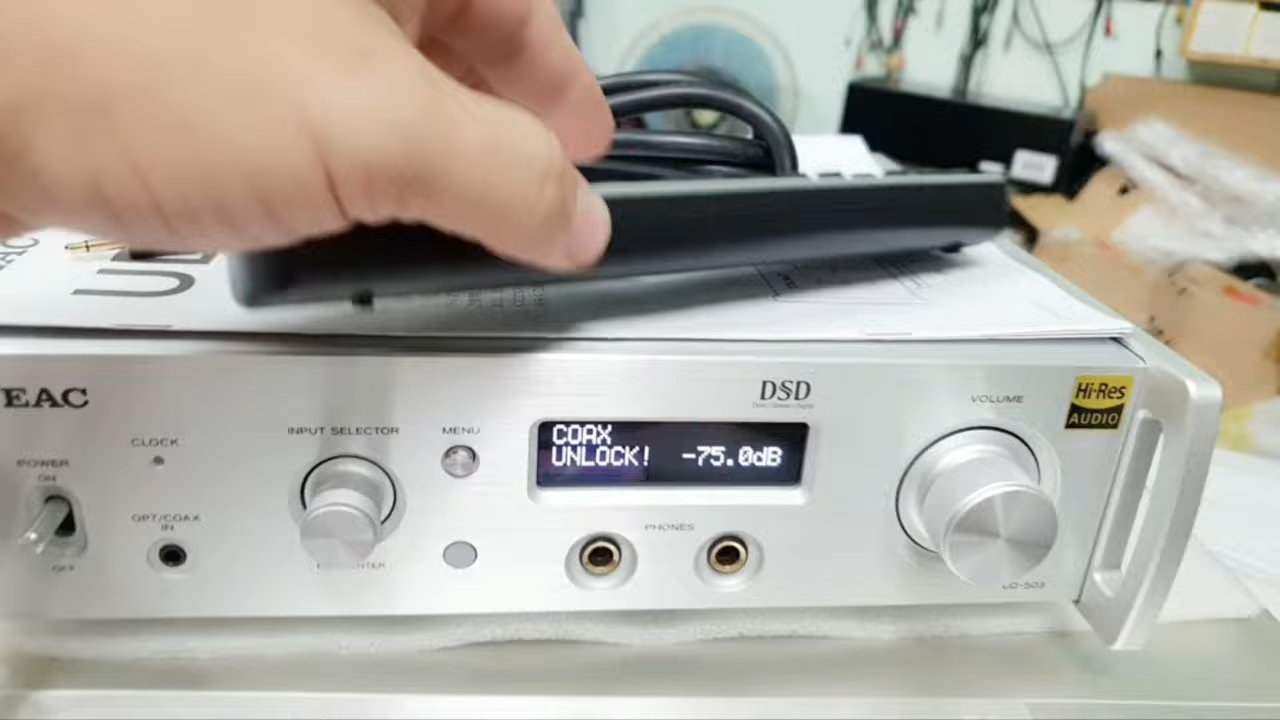 EAC
CLOCK
POWER
ON
OFF
OPT/COAX
IN
INPUT SELECTOR
MENU
COAX
UNLOCK! -75.0dB
DSD
PHONES
VOLUME
Hi-Res
AUDIO
UD-503